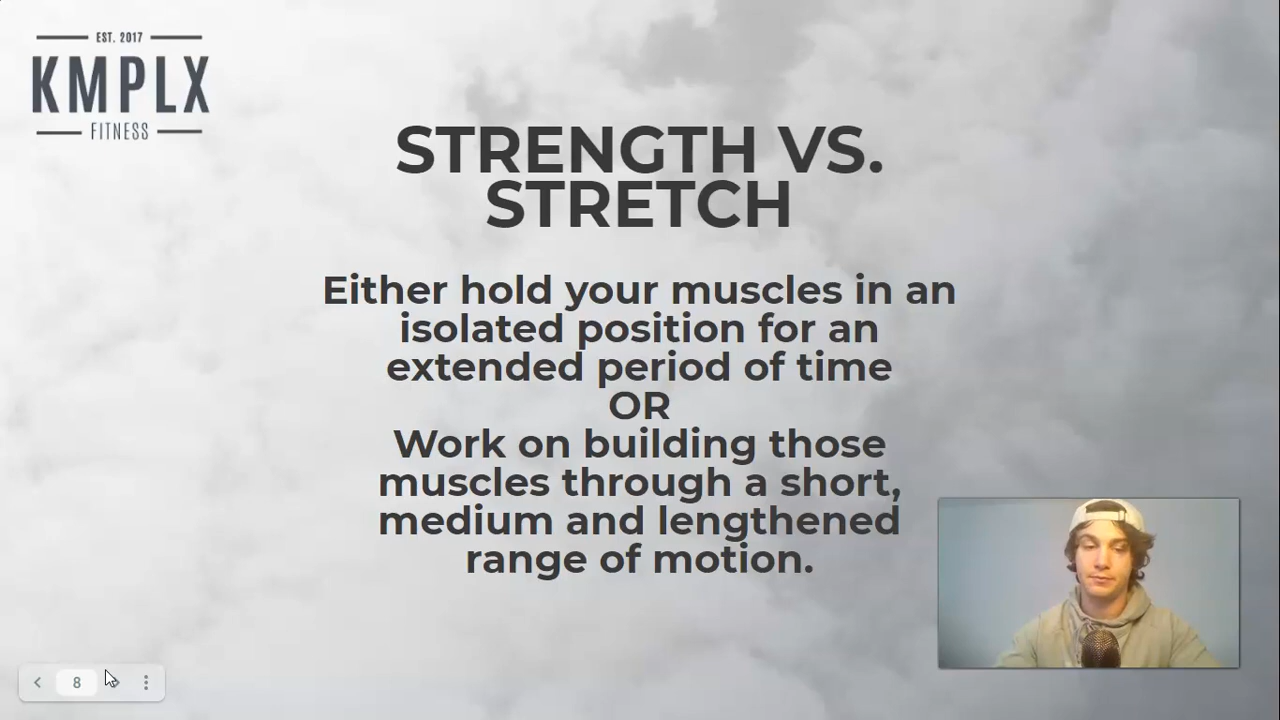 EST. 2017
KMPLX
FITNESS
STRENGTH VS.
STRETCH
Either hold your muscles in an
isolated position for an
extended period of time
OR
Work on building those
muscles through a short,
medium and lengthened
range of motion.
8